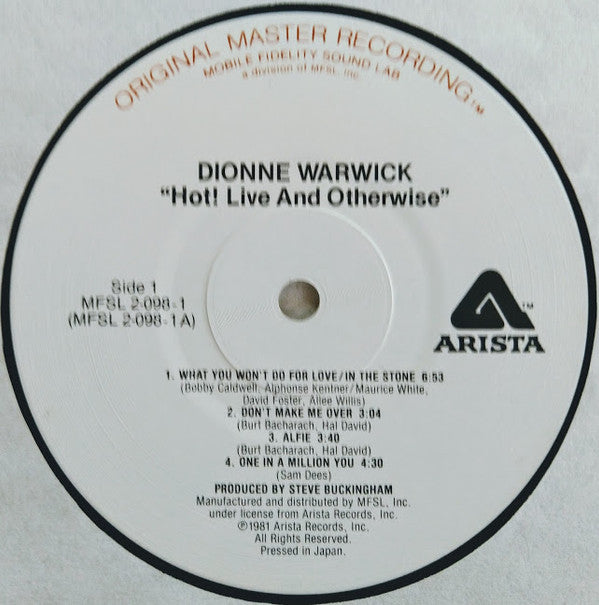 ORIGINAL MASTER RECORDING™
MOBILE FIDELITY SOUND LAB
a division of MFSL, Inc.
DIONNE WARWICK
"Hot! Live And Otherwise"
Side 1
MFSL 2-098-1
(MFSL 2-098-1A)
™
ARISTA
1. WHAT YOU WON'T DO FOR LOVE/IN THE STONE 6:53
(Bobby Caldwell, Alphonse Kentner/Maurice White,
David Foster, Allee Willis)
2. DON'T MAKE ME OVER 3:04
(Burt Bacharach, Hal David)
3. ALFIE 3:40
(Burt Bacharach, Hal David)
4. ONE IN A MILLION YOU 4:30
(Sam Dees)
PRODUCED BY STEVE BUCKINGHAM
Manufactured and distributed by MFSL, Inc.
under license from Arista Records, Inc.
℗1981 Arista Records, Inc.
All Rights Reserved.
Pressed in Japan.